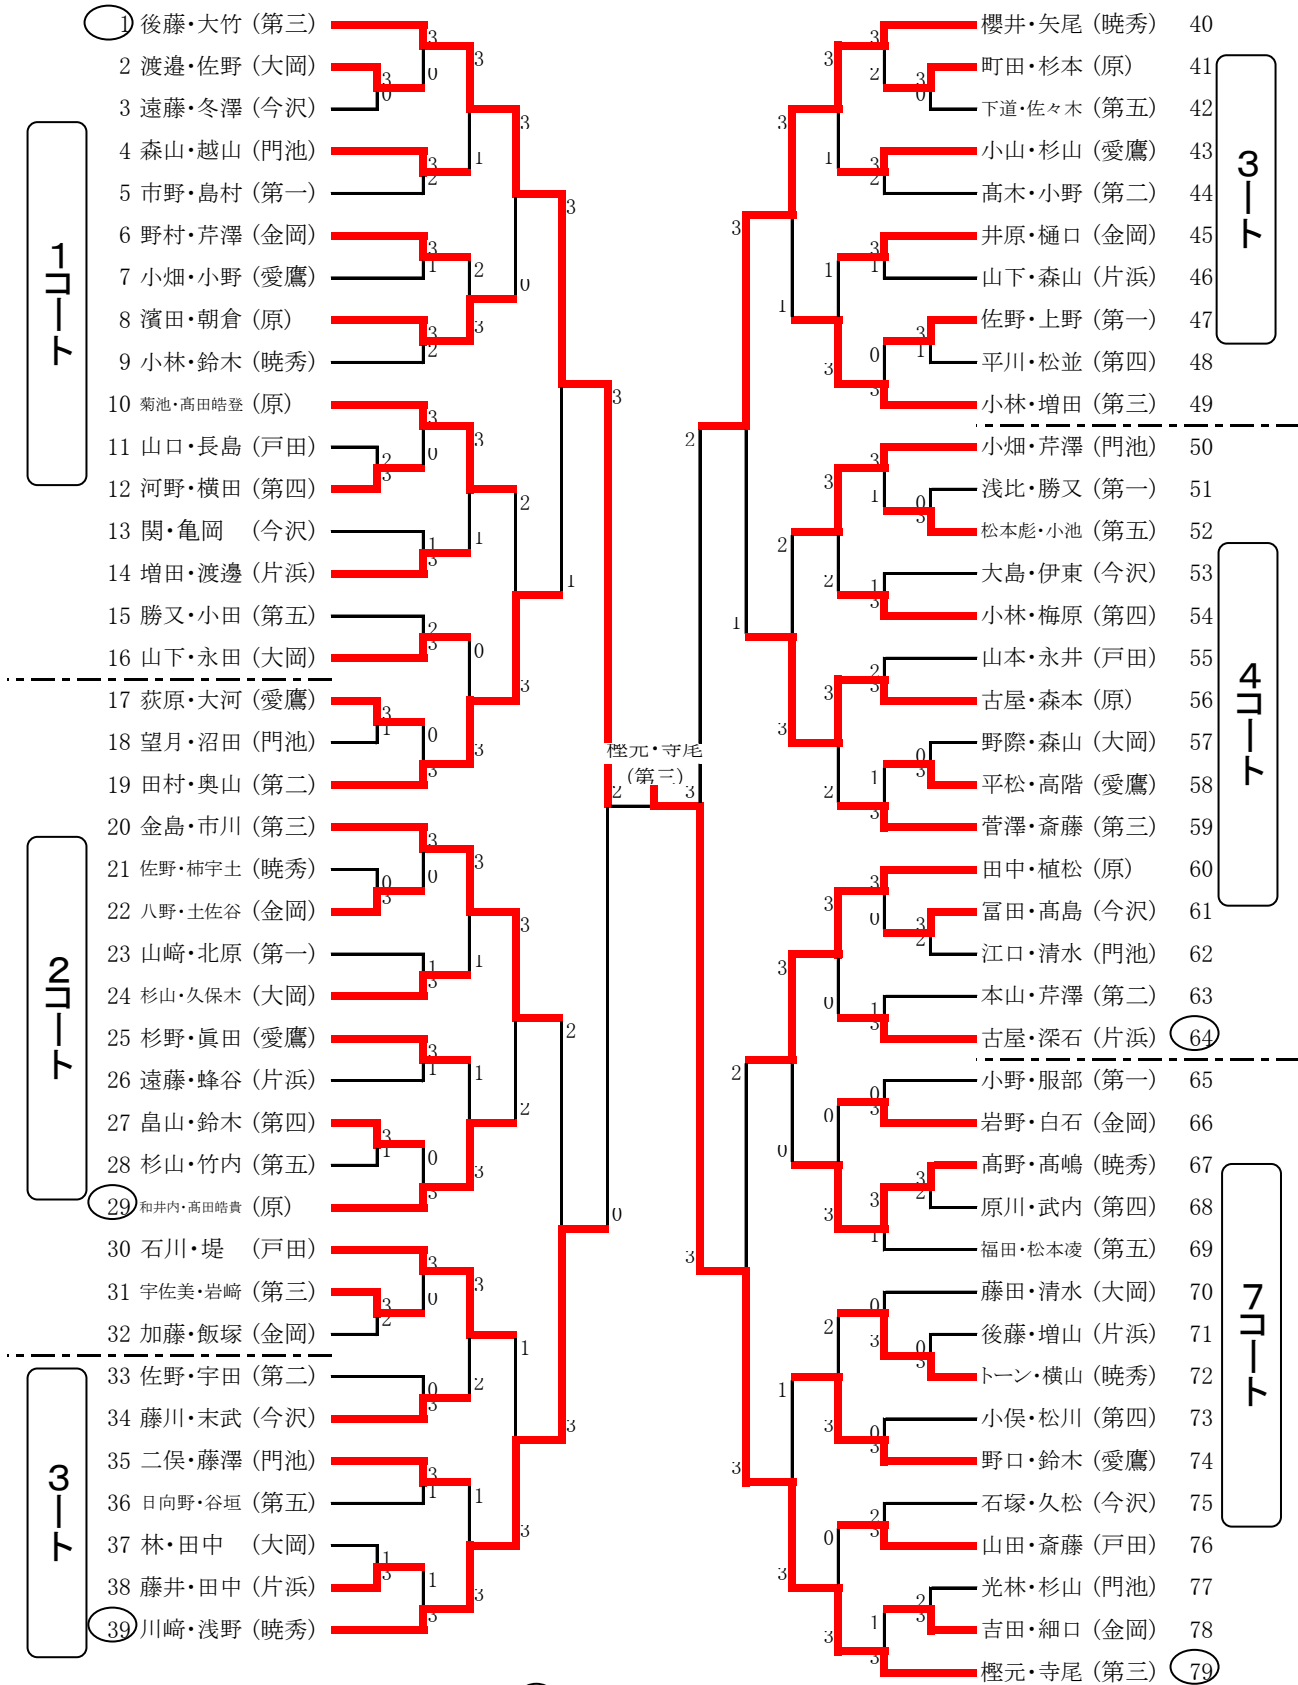 1 後藤・大竹 (第三)
2 渡邉・佐野 (大岡)
3 遠藤・冬澤 (今沢)
4 森山・越山 (門池)
5 市野・島村 (第一)
6 野村・芹澤 (金岡)
7 小畑・小野 (愛鷹)
8 濱田・朝倉 (原)
9 小林・鈴木 (暁秀)
10 菊池・髙田皓登 (原)
11 山口・長島 (戸田)
12 河野・横田 (第四)
13 関・亀岡 (今沢)
14 増田・渡邊 (片浜)
15 勝又・小田 (第五)
16 山下・永田 (大岡)
17 荻原・大河 (愛鷹)
18 望月・沼田 (門池)
19 田村・奥山 (第二)
20 金島・市川 (第三)
21 佐野・柿宇土 (暁秀)
22 八野・土佐谷 (金岡)
23 山﨑・北原 (第一)
24 杉山・久保木 (大岡)
25 杉野・眞田 (愛鷹)
26 遠藤・蜂谷 (片浜)
27 畠山・鈴木 (第四)
28 杉山・竹内 (第五)
29 和井内・髙田皓貴 (原)
30 石川・堤 (戸田)
31 宇佐美・岩﨑 (第三)
32 加藤・飯塚 (金岡)
33 佐野・宇田 (第二)
34 藤川・末武 (今沢)
35 二俣・藤澤 (門池)
36 日向野・谷垣 (第五)
37 林・田中 (大岡)
38 藤井・田中 (片浜)
39 川﨑・浅野 (暁秀)
1コート
2コート
3ート
樫元・寺尾
(第三)
2 3
櫻井・矢尾 (暁秀) 40
町田・杉本 (原) 41
下道・佐々木 (第五) 42
小山・杉山 (愛鷹) 43
髙木・小野 (第二) 44
井原・樋口 (金岡) 45
山下・森山 (片浜) 46
佐野・上野 (第一) 47
平川・松並 (第四) 48
小林・増田 (第三) 49
小畑・芹澤 (門池) 50
浅比・勝又 (第一) 51
松本彪・小池 (第五) 52
大島・伊東 (今沢) 53
小林・梅原 (第四) 54
山本・永井 (戸田) 55
古屋・森本 (原) 56
野際・森山 (大岡) 57
平松・高階 (愛鷹) 58
菅澤・斎藤 (第三) 59
田中・植松 (原) 60
冨田・髙島 (今沢) 61
江口・清水 (門池) 62
本山・芹澤 (第二) 63
古屋・深石 (片浜) 64
小野・服部 (第一) 65
岩野・白石 (金岡) 66
髙野・髙嶋 (暁秀) 67
原川・武内 (第四) 68
福田・松本凌 (第五) 69
藤田・清水 (大岡) 70
後藤・増山 (片浜) 71
トーン・横山 (暁秀) 72
小俣・松川 (第四) 73
野口・鈴木 (愛鷹) 74
石塚・久松 (今沢) 75
山田・斎藤 (戸田) 76
光林・杉山 (門池) 77
吉田・細口 (金岡) 78
樫元・寺尾 (第三) 79
3ート
4コート
7コート